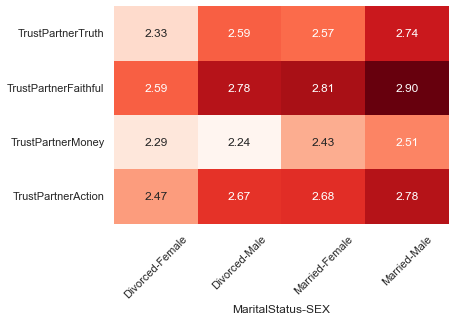 TrustPartnerTruth 2.33 2.59 2.57 2.74
TrustPartnerFaithful 2.59 2.78 2.81 2.90
TrustPartnerMoney 2.29 2.24 2.43 2.51
TrustPartnerAction 2.47 2.67 2.68 2.78
Divorced-Female Divorced-Male Married-Female Married-Male
MaritalStatus-SEX